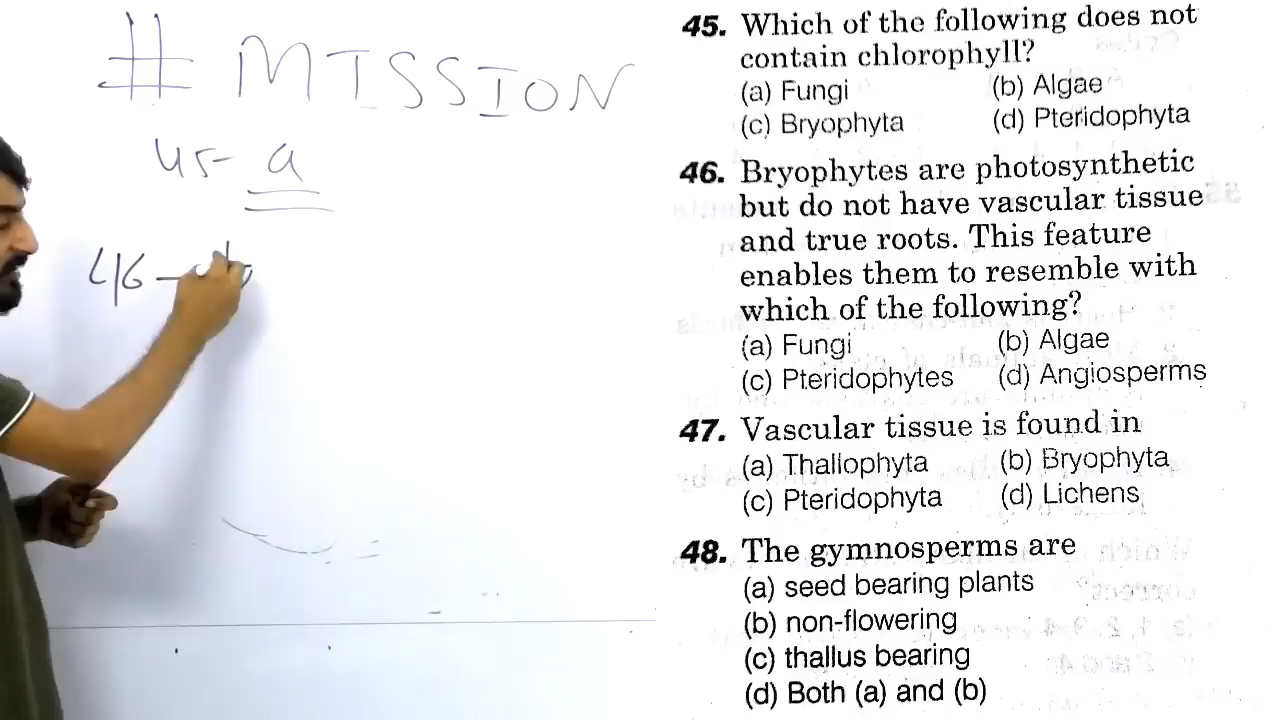 # MISSION
45- a
46-
45. Which of the following does not
contain chlorophyll?
(a) Fungi (b) Algae
(c) Bryophyta (d) Pteridophyta
46. Bryophytes are photosynthetic
but do not have vascular tissue
and true roots. This feature
enables them to resemble with
which of the following?
(a) Fungi (b) Algae
(c) Pteridophytes (d) Angiosperms
47. Vascular tissue is found in
(a) Thallophyta (b) Bryophyta
(c) Pteridophyta (d) Lichens
48. The gymnosperms are
(a) seed bearing plants
(b) non-flowering
(c) thallus bearing
(d) Both (a) and (b)